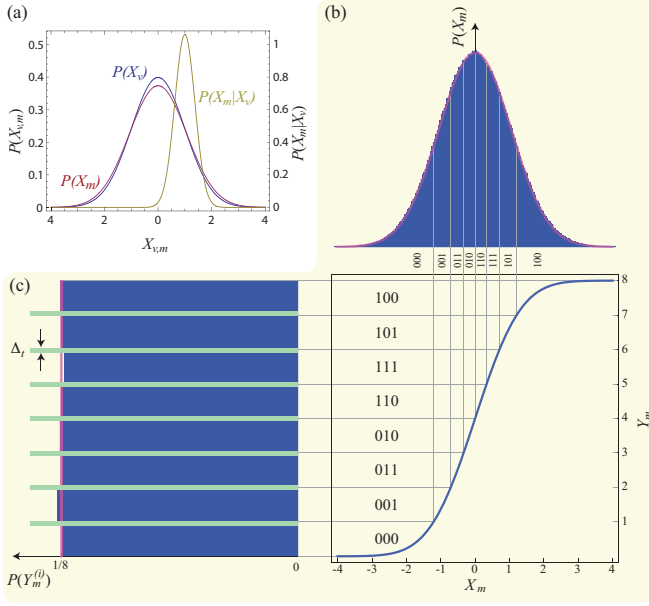 (a)
0.5
0.4
0.3
0.2
0.1
0
P(X_{v,m})
P(X_v)
P(X_m|X_v)
P(X_m)
1
0.8
0.6
0.4
0.2
0
P(X_m|X_v)
4 2 0 2 4
X_{v,m}
(b)
P(X_m)
000 001 011 010 110 111 101 100
(c)
Δ_t
1/8
0
P(Y_m^{(i)})
100
101
111
110
010
011
001
000
8
7
6
5
4
3
2
1
Y_m
-4 -3 -2 -1 0 1 2 3 4
X_m